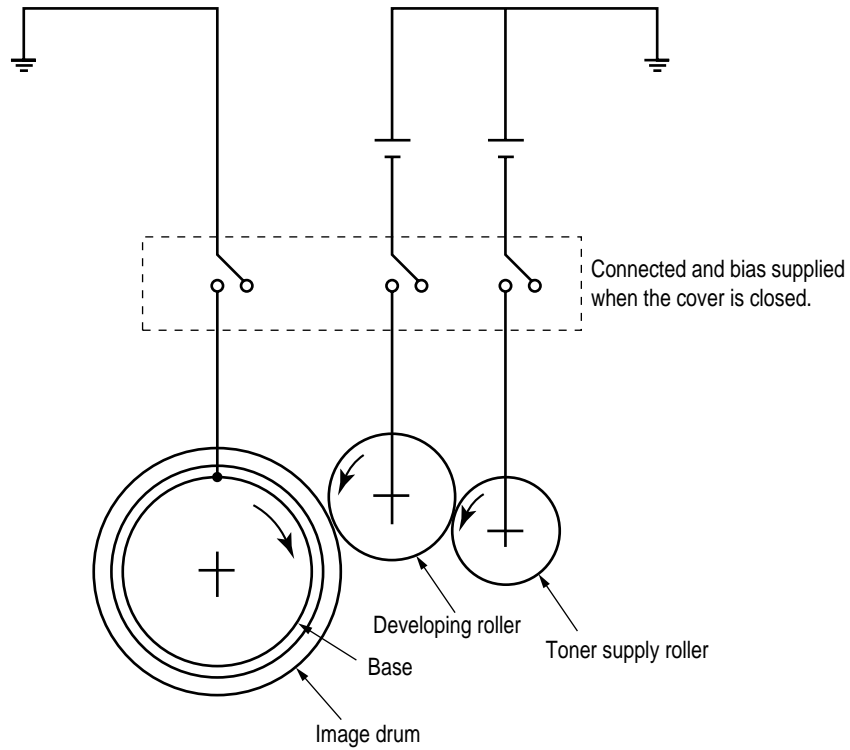 Connected and bias supplied
when the cover is closed.
Developing roller
Toner supply roller
Base
Image drum